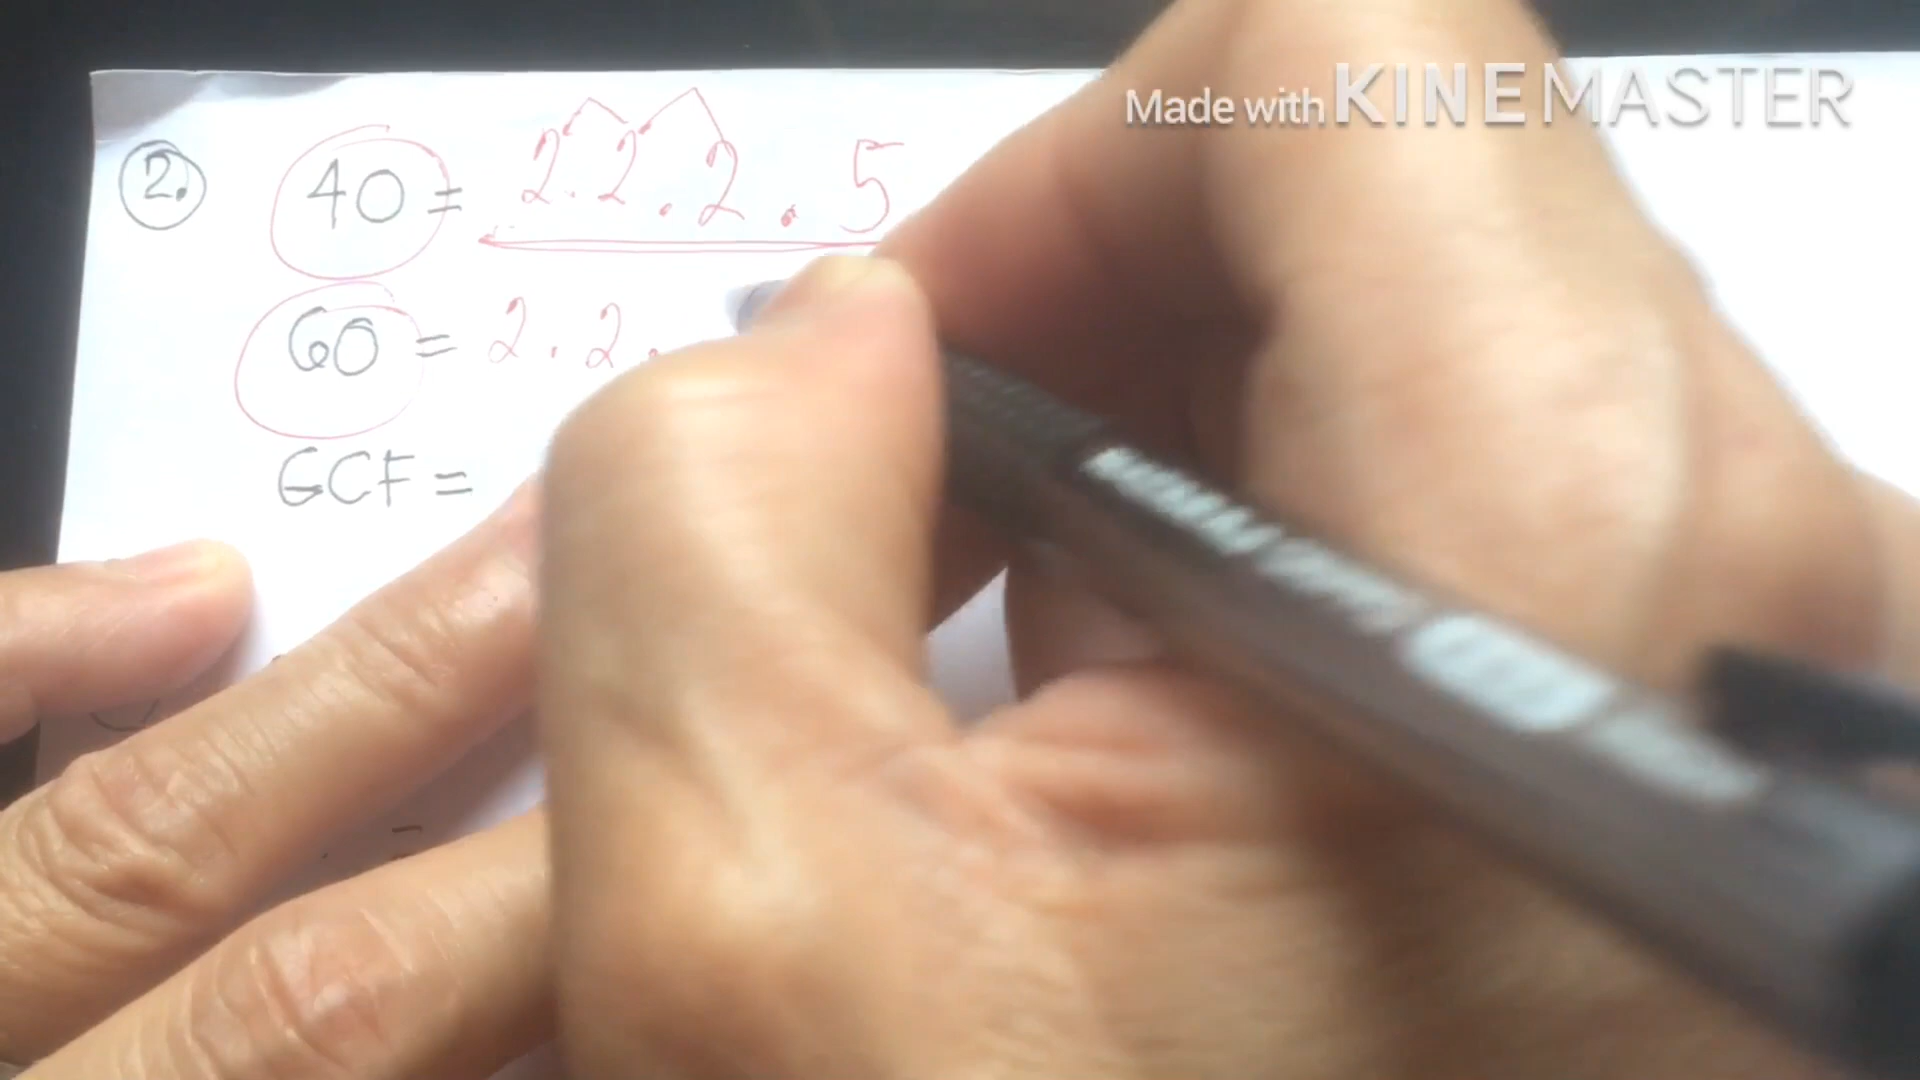 Made with KINEMASTER
2. 40 = 2.2.2.5
60 = 2.2.
GCF =